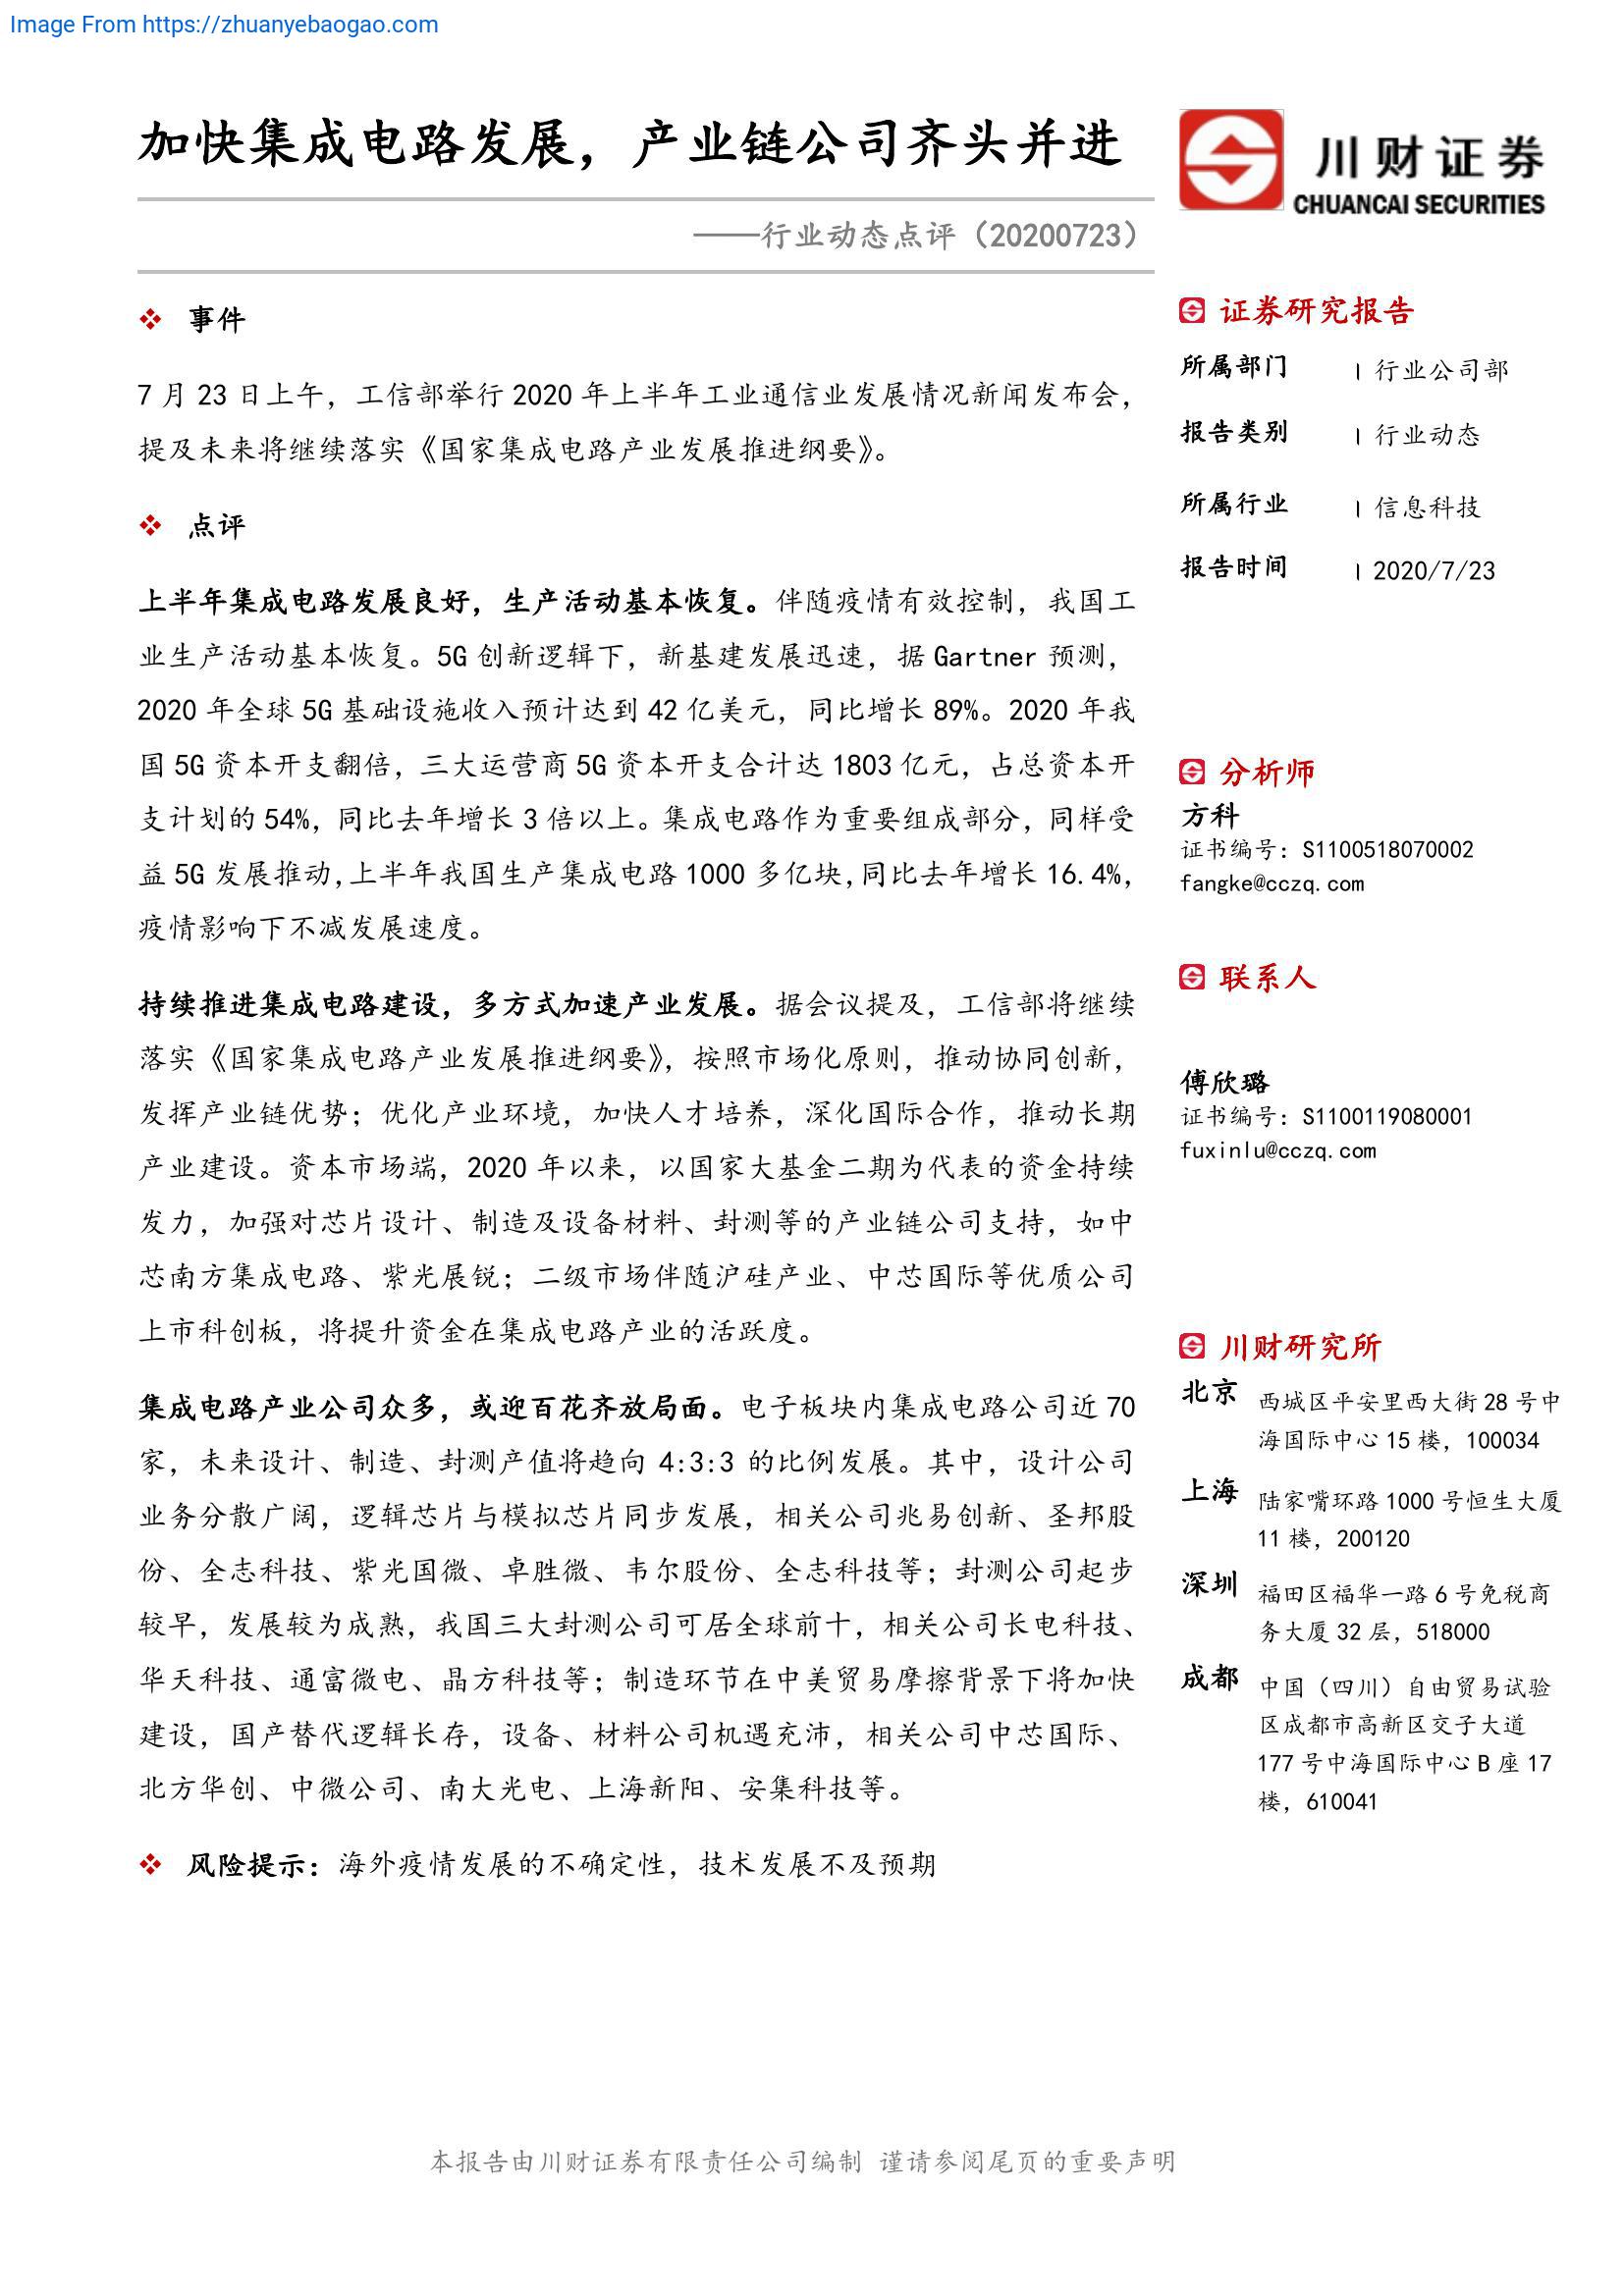 Image From https://zhuanyebaogao.com
加快集成电路发展，产业链公司齐头并进
——行业动态点评（20200723）
❖ 事件
7 月 23 日上午，工信部举行 2020 年上半年工业通信业发展情况新闻发布会，
提及未来将继续落实《国家集成电路产业发展推进纲要》。
❖ 点评
上半年集成电路发展良好，生产活动基本恢复。伴随疫情有效控制，我国工
业生产活动基本恢复。5G 创新逻辑下，新基建发展迅速，据 Gartner 预测，
2020 年全球 5G 基础设施收入预计达到 42 亿美元，同比增长 89%。2020 年我
国 5G 资本开支翻倍，三大运营商 5G 资本开支合计达 1803 亿元，占总资本开
支计划的 54%，同比去年增长 3 倍以上。集成电路作为重要组成部分，同样受
益 5G 发展推动，上半年我国生产集成电路 1000 多亿块，同比去年增长 16.4%，
疫情影响下不减发展速度。
持续推进集成电路建设，多方式加速产业发展。据会议提及，工信部将继续
落实《国家集成电路产业发展推进纲要》，按照市场化原则，推动协同创新，
发挥产业链优势；优化产业环境，加快人才培养，深化国际合作，推动长期
产业建设。资本市场端，2020 年以来，以国家大基金二期为代表的资金持续
发力，加强对芯片设计、制造及设备材料、封测等的产业链公司支持，如中
芯南方集成电路、紫光展锐；二级市场伴随沪硅产业、中芯国际等优质公司
上市科创板，将提升资金在集成电路产业的活跃度。
集成电路产业公司众多，或迎百花齐放局面。电子板块内集成电路公司近 70
家，未来设计、制造、封测产值将趋向 4:3:3 的比例发展。其中，设计公司
业务分散广阔，逻辑芯片与模拟芯片同步发展，相关公司兆易创新、圣邦股
份、全志科技、紫光国微、卓胜微、韦尔股份、全志科技等；封测公司起步
较早，发展较为成熟，我国三大封测公司可居全球前十，相关公司长电科技、
华天科技、通富微电、晶方科技等；制造环节在中美贸易摩擦背景下将加快
建设，国产替代逻辑长存，设备、材料公司机遇充沛，相关公司中芯国际、
北方华创、中微公司、南大光电、上海新阳、安集科技等。
❖ 风险提示：海外疫情发展的不确定性，技术发展不及预期
川财证券
CHUANCAI SECURITIES
证券研究报告
所属部门 | 行业公司部
报告类别 | 行业动态
所属行业 | 信息科技
报告时间 | 2020/7/23
分析师
方科
证书编号：S1100518070002
fangke@cczq.com
联系人
傅欣璐
证书编号：S1100119080001
fuxinlu@cczq.com
川财研究所
北京 西城区平安里西大街 28 号中
海国际中心 15 楼，100034
上海 陆家嘴环路 1000 号恒生大厦
11 楼，200120
深圳 福田区福华一路 6 号免税商
务大厦 32 层，518000
成都 中国（四川）自由贸易试验
区成都市高新区交子大道
177 号中海国际中心 B 座 17
楼，610041
本报告由川财证券有限责任公司编制 谨请参阅尾页的重要声明